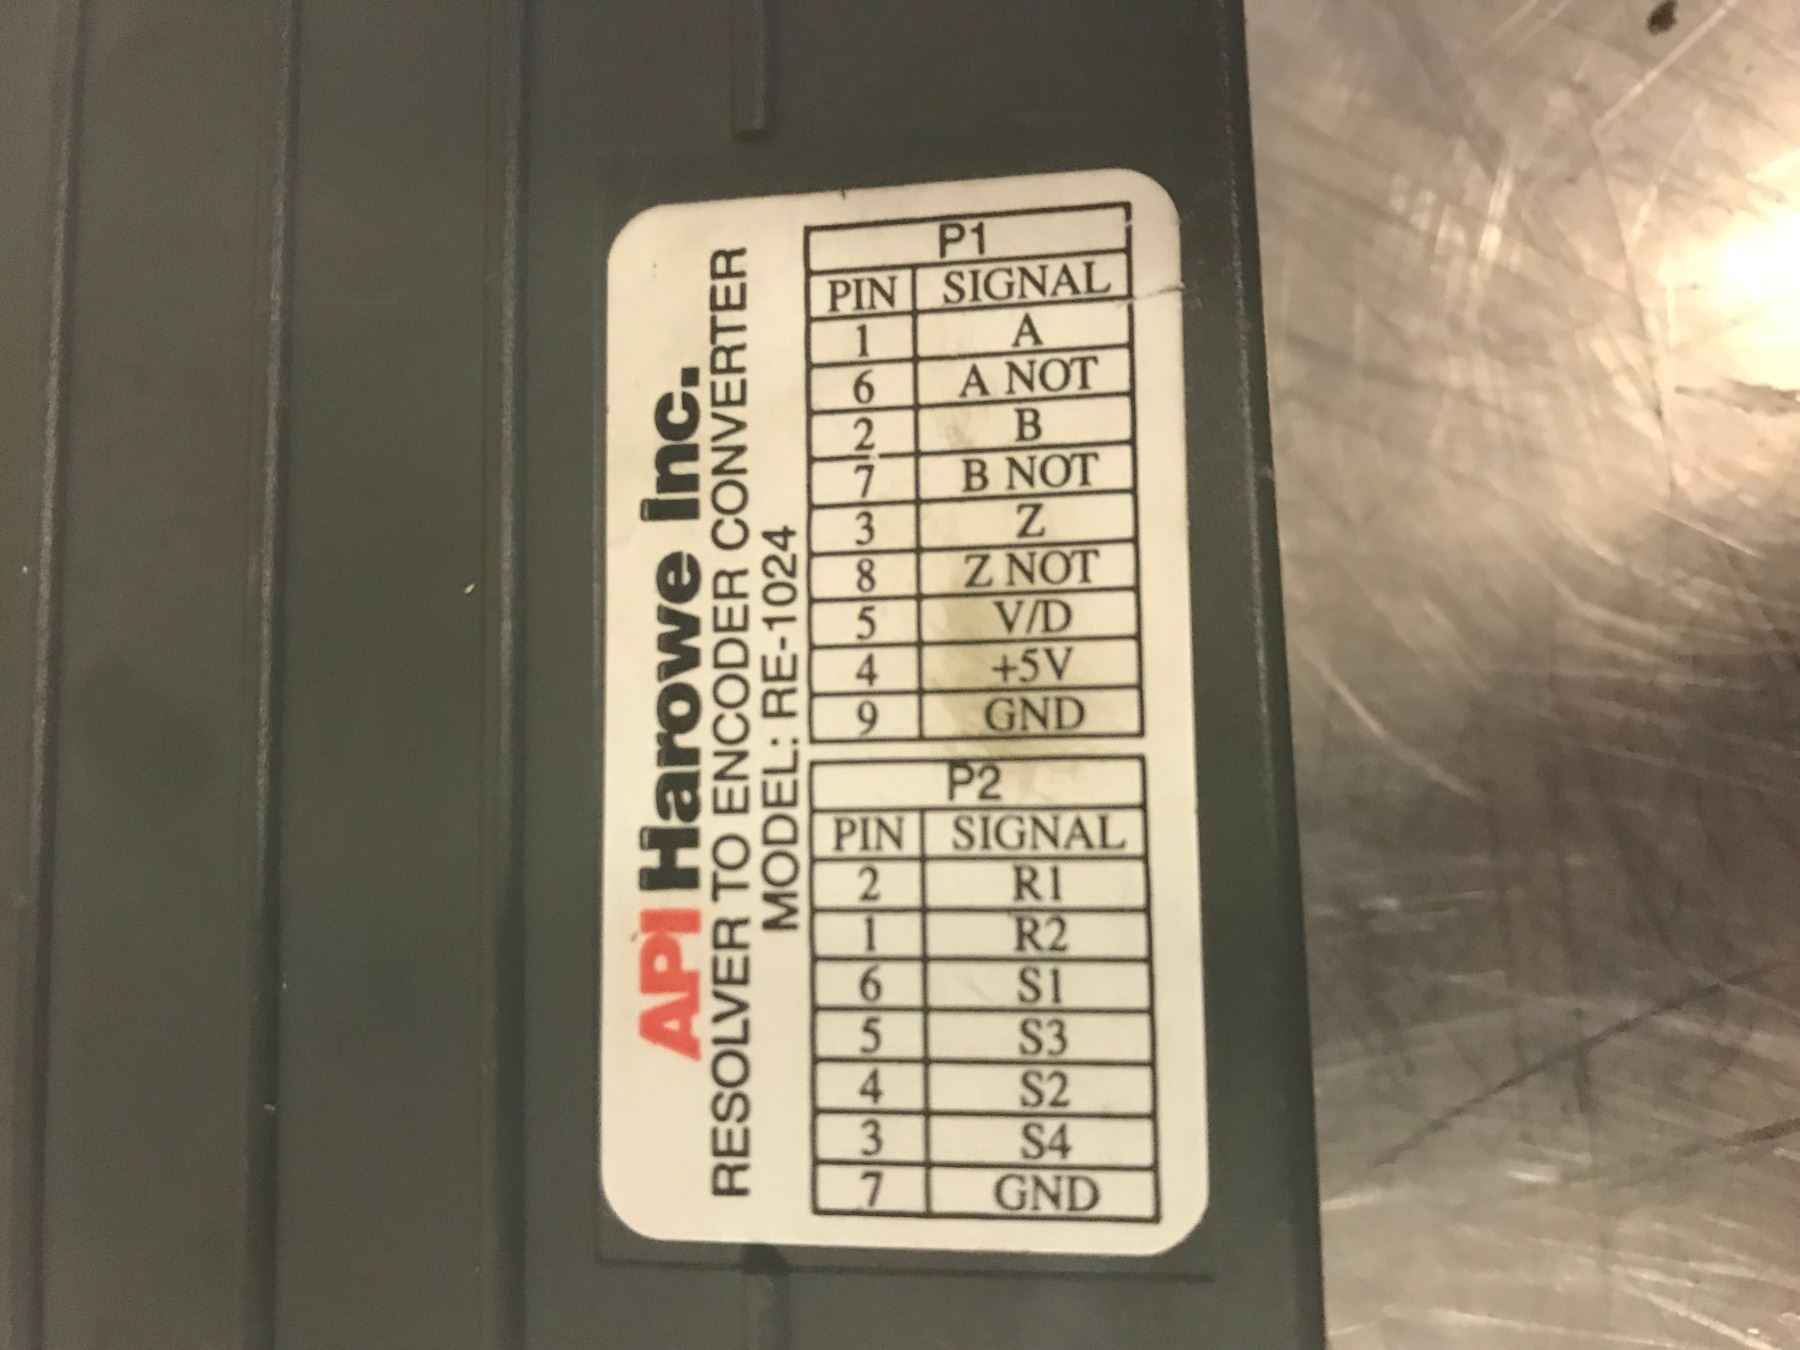 API Harowe inc.
RESOLVER TO ENCODER CONVERTER
MODEL: RE-1024
P1
PIN SIGNAL
1 A
6 A NOT
2 B
7 B NOT
3 Z
8 Z NOT
5 V/D
4 +5V
9 GND
P2
PIN SIGNAL
2 R1
1 R2
6 S1
5 S3
4 S2
3 S4
7 GND